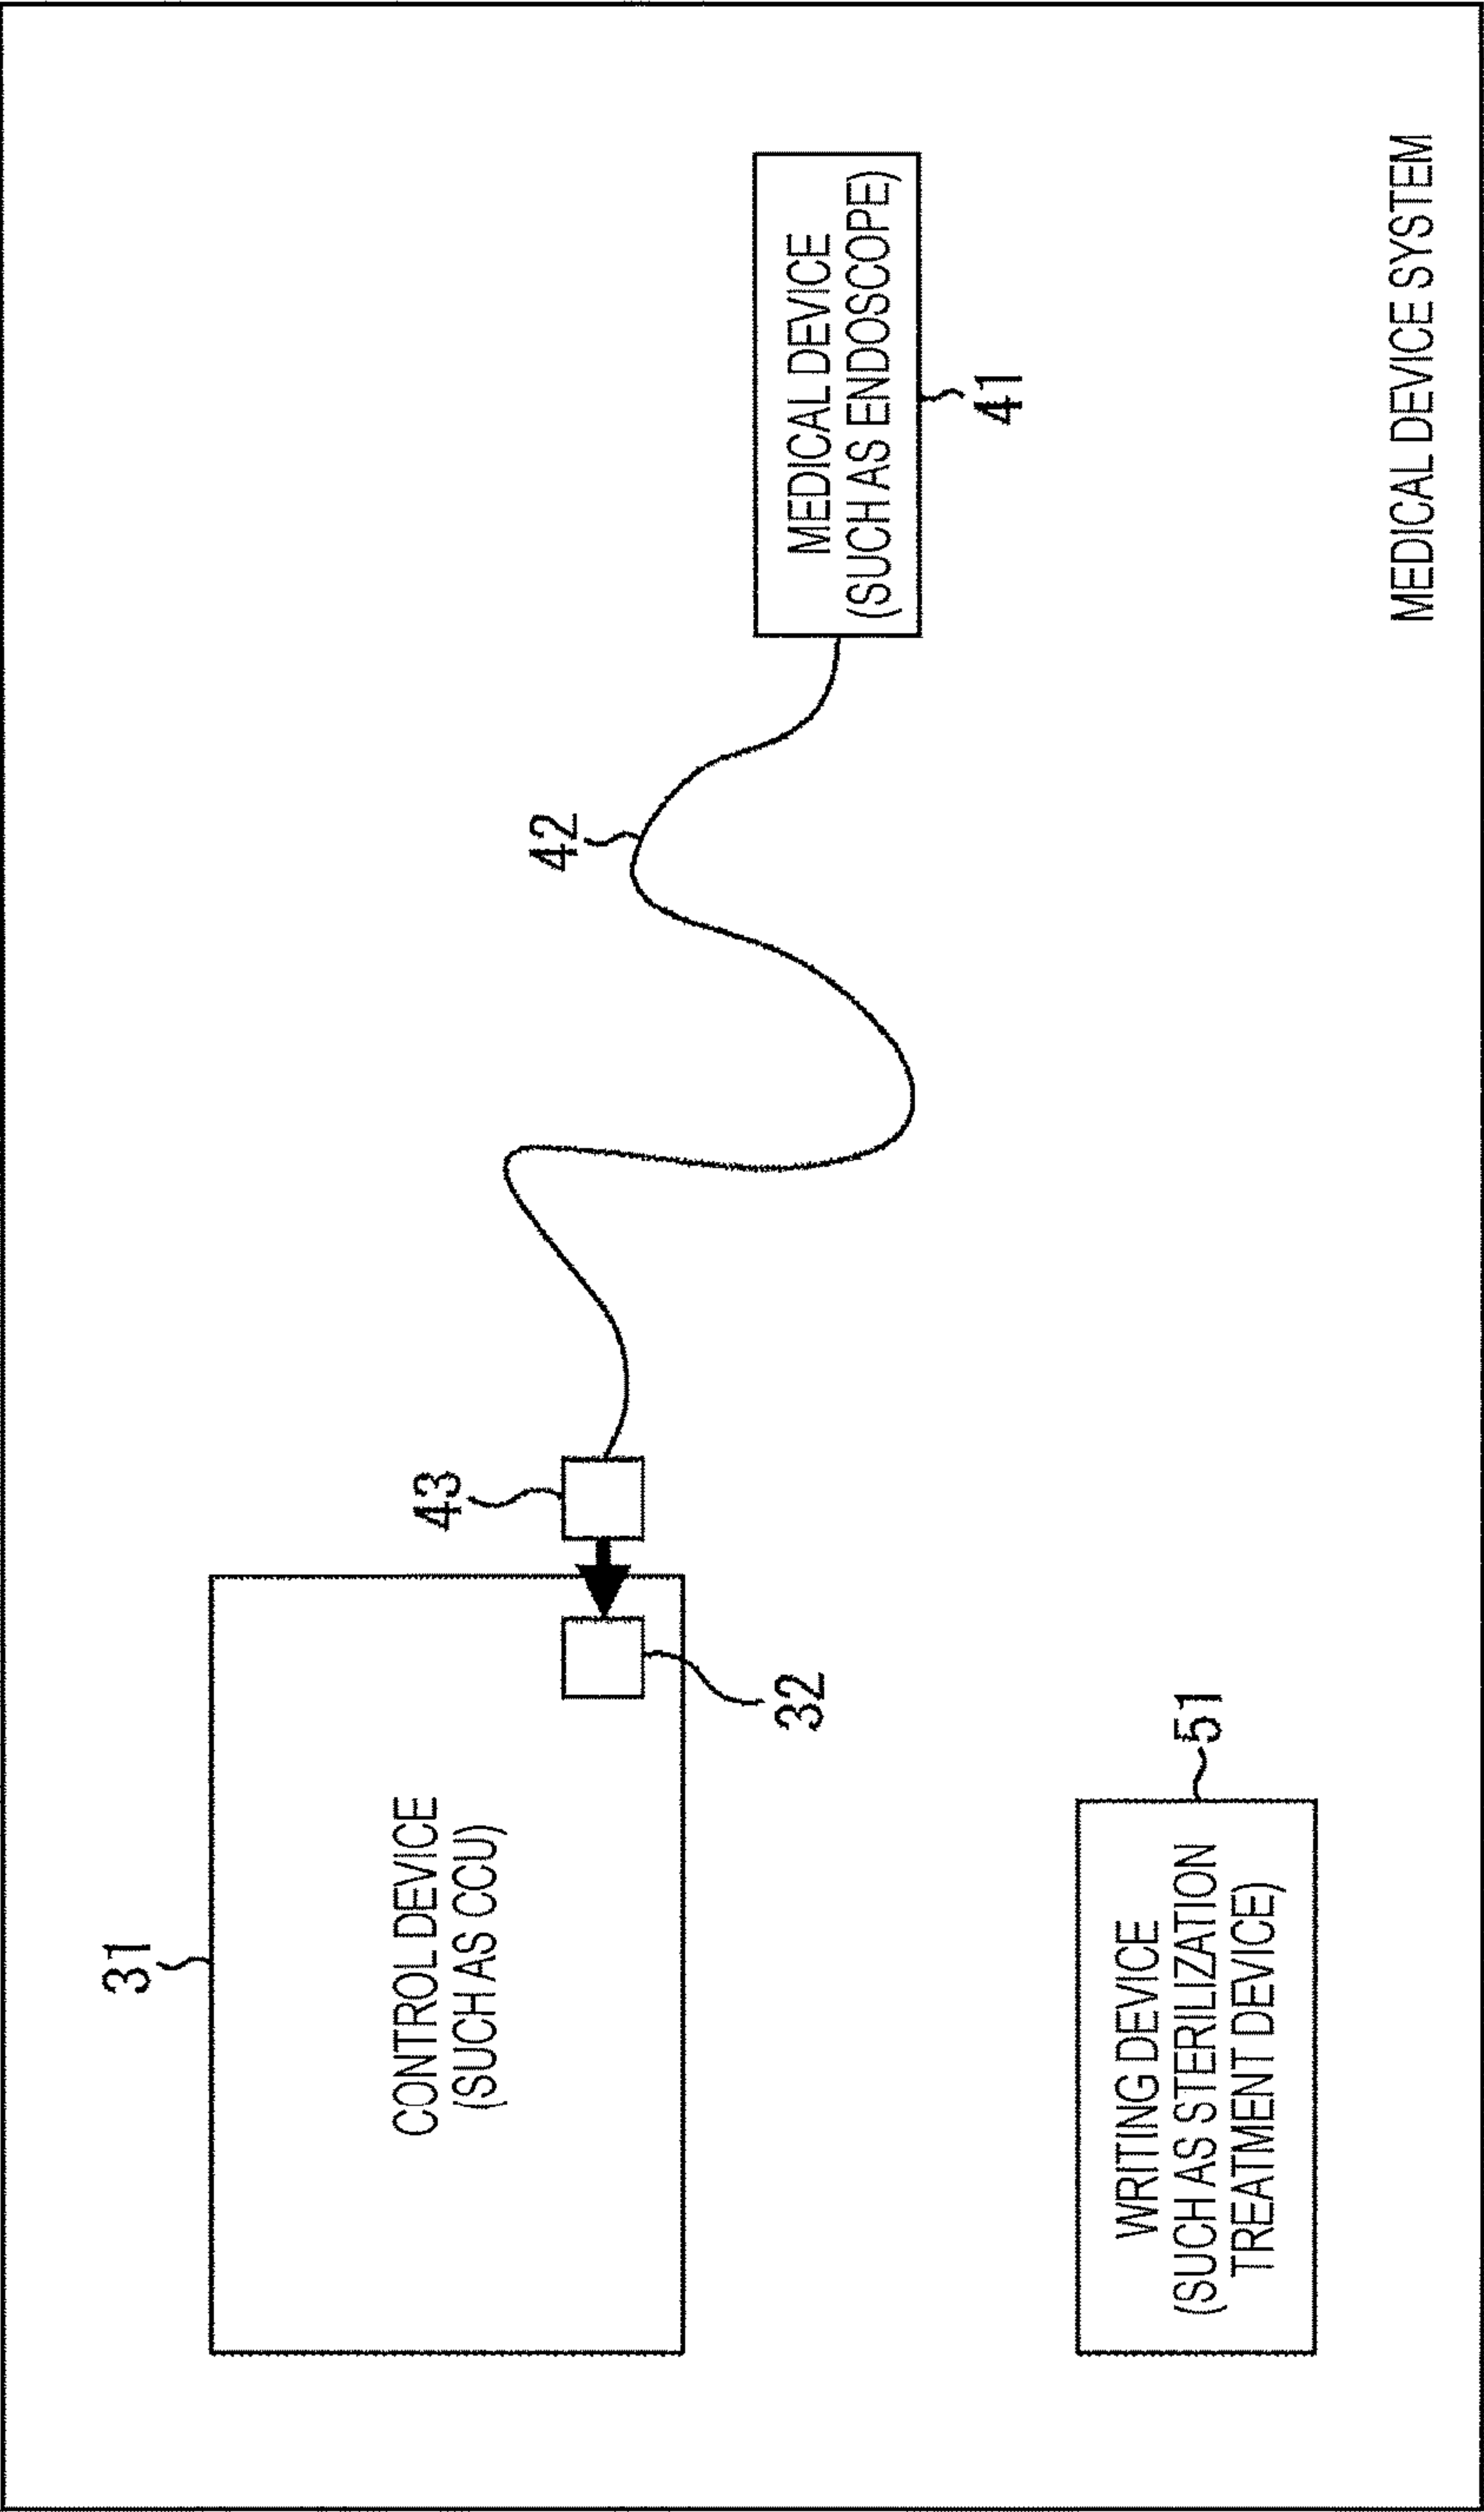 31
CONTROL DEVICE
(SUCH AS CCU)
43
32
42
MEDICAL DEVICE
(SUCH AS ENDOSCOPE)
41
51
WRITING DEVICE
(SUCH AS STERILIZATION
TREATMENT DEVICE)
MEDICAL DEVICE SYSTEM